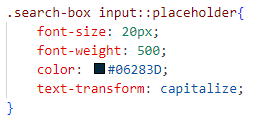 .search-box input::placeholder{
    font-size: 20px;
    font-weight: 500;
    color: #06283D;
    text-transform: capitalize;
}